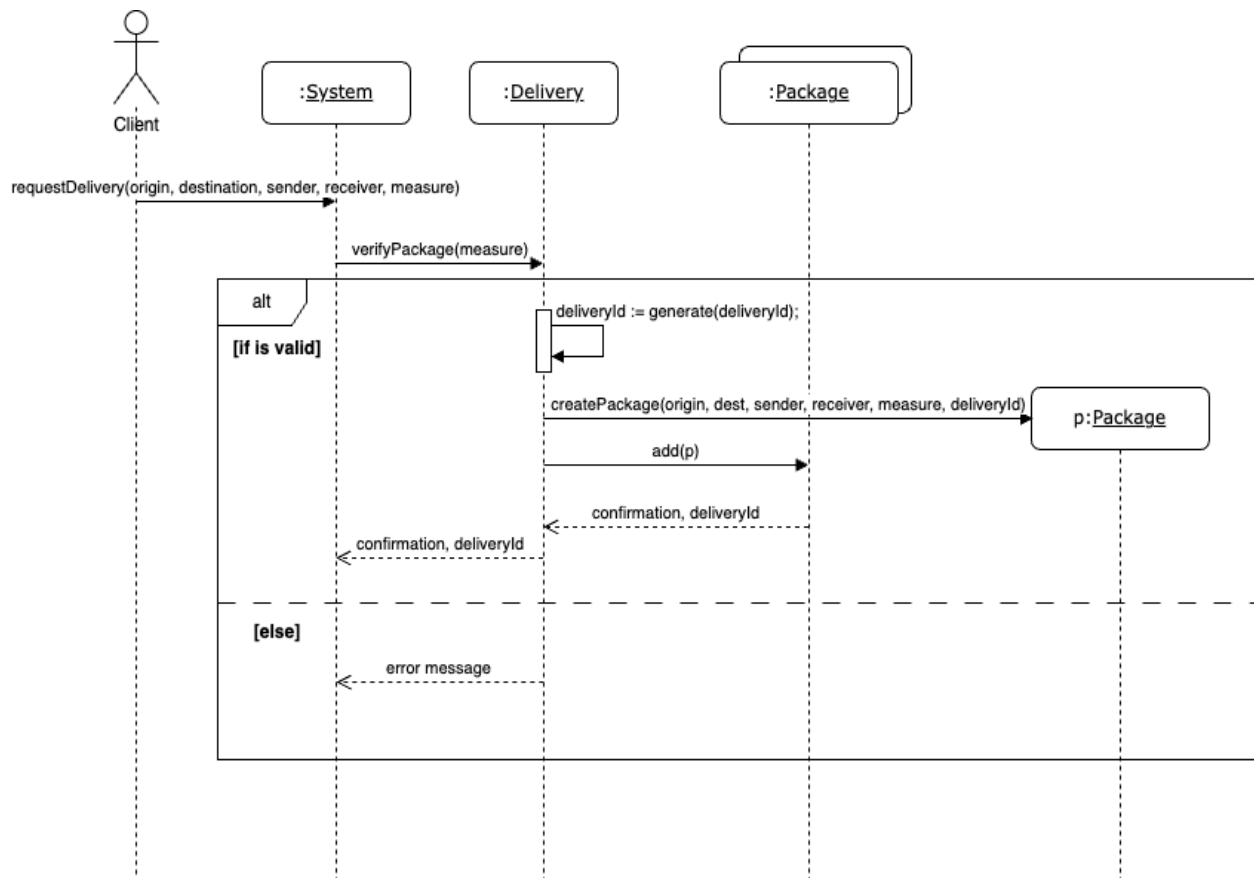 Client
:System
:Delivery
:Package
requestDelivery(origin, destination, sender, receiver, measure)
verifyPackage(measure)
alt
[if is valid]
deliveryId := generate(deliveryId);
createPackage(origin, dest, sender, receiver, measure, deliveryId)
p:Package
add(p)
confirmation, deliveryId
confirmation, deliveryId
[else]
error message